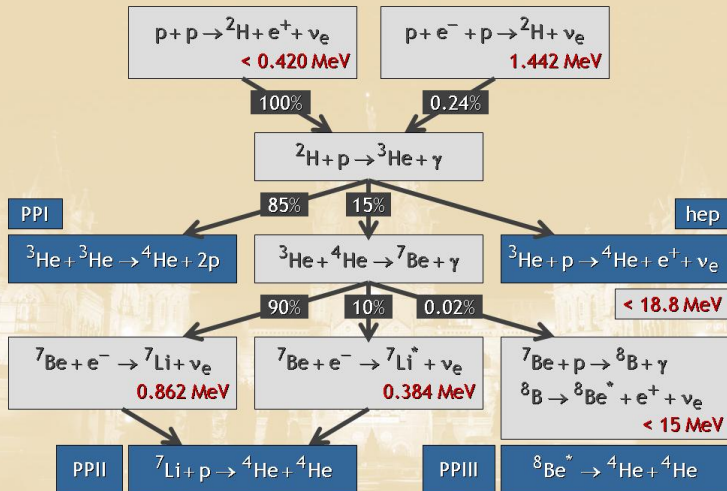 p + p → ²H + e⁺ + νₑ
< 0.420 MeV
p + e⁻ + p → ²H + νₑ
1.442 MeV
100%
0.24%
²H + p → ³He + γ
PPI
85%
15%
hep
³He + ³He → ⁴He + 2p
³He + ⁴He → ⁷Be + γ
³He + p → ⁴He + e⁺ + νₑ
90%
10%
0.02%
< 18.8 MeV
⁷Be + e⁻ → ⁷Li + νₑ
0.862 MeV
⁷Be + e⁻ → ⁷Li* + νₑ
0.384 MeV
⁷Be + p → ⁸B + γ
⁸B → ⁸Be* + e⁺ + νₑ
< 15 MeV
PPII
⁷Li + p → ⁴He + ⁴He
PPIII
⁸Be* → ⁴He + ⁴He